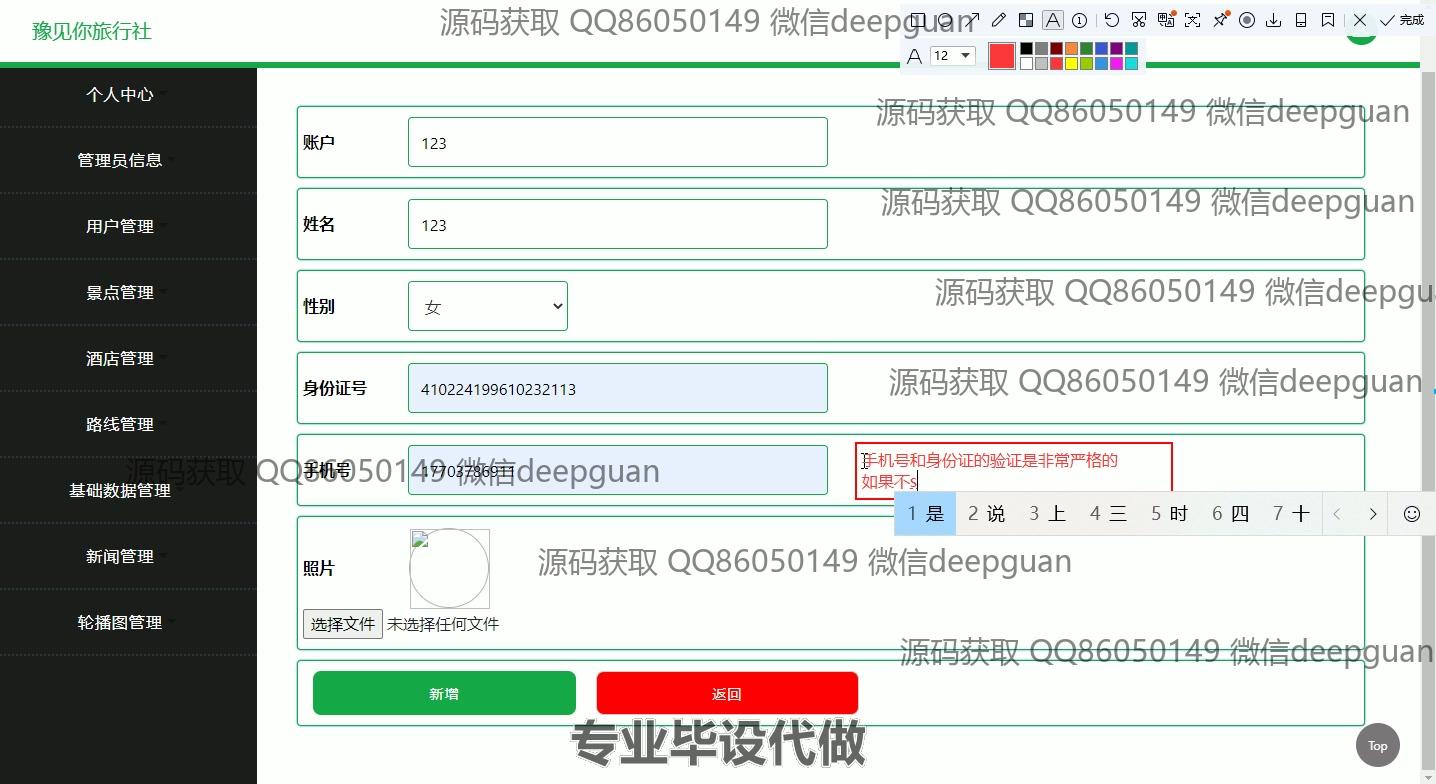 豫见你旅行社
源码获取 QQ86050149 微信deepguan
完成
A 12
个人中心
源码获取 QQ86050149 微信deepguan
账户 123
管理员信息
源码获取 QQ86050149 微信deepguan
用户管理
姓名 123
景点管理
源码获取 QQ86050149 微信deepgu
性别 女
酒店管理
源码获取 QQ86050149 微信deepguan
身份证号 410224199610232113
路线管理
手机号 17703786911
手机号和身份证的验证是非常严格的
如果不s
源码获取 QQ86050149 微信deepguan
基础数据管理
1 是 2 说 3 上 4 三 5 时 6 四 7 十
新闻管理
源码获取 QQ86050149 微信deepguan
照片
轮播图管理
选择文件 未选择任何文件
源码获取 QQ86050149 微信deepguan
新增 返回
专业毕设代做
Top